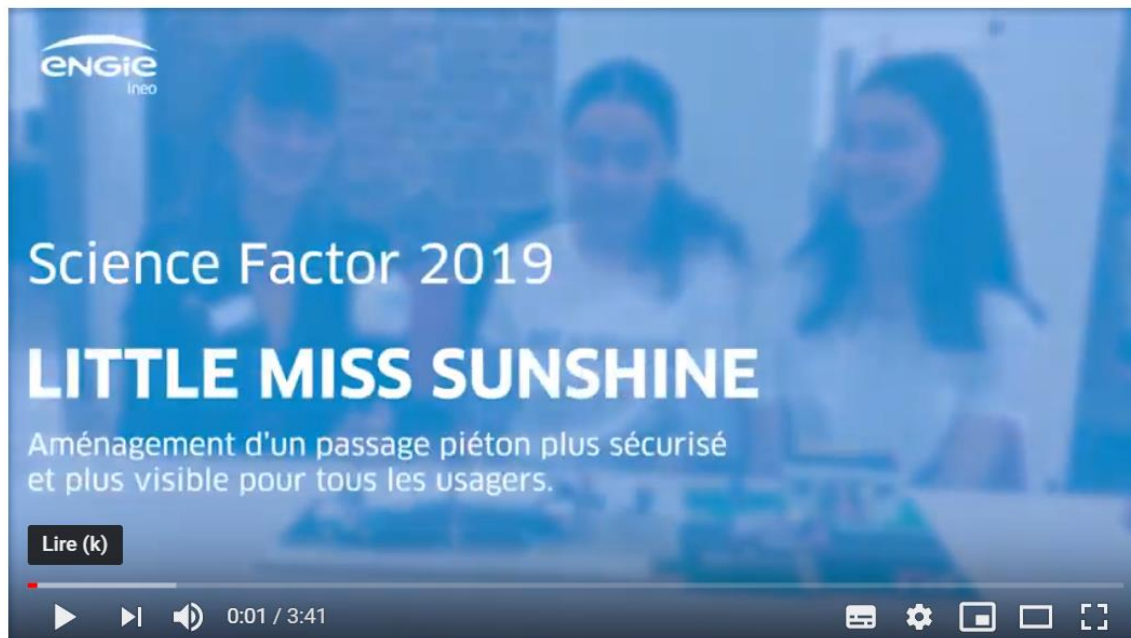 ENGIE
Ineo
Science Factor 2019
LITTLE MISS SUNSHINE
Aménagement d'un passage piéton plus sécurisé
et plus visible pour tous les usagers.
Lire (k)
0:01 / 3:41